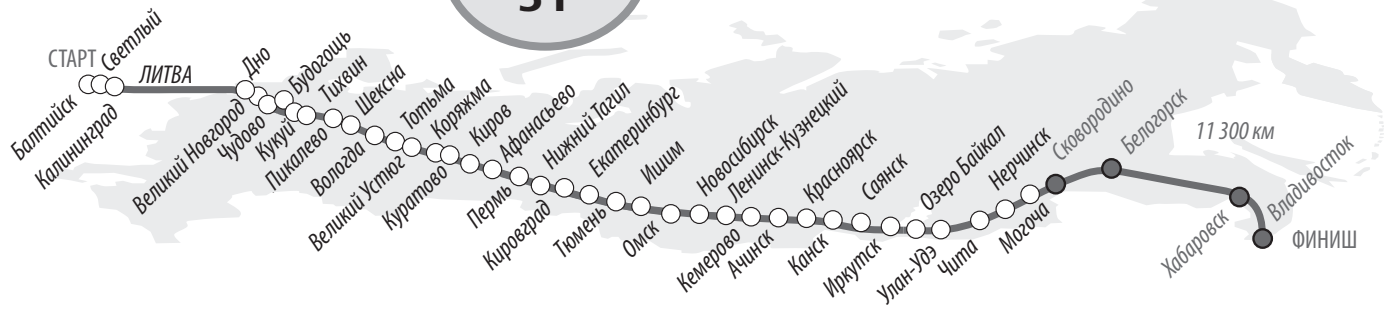 31
СТАРТ
Балтийск
Светлый
Калининград
ЛИТВА
Дно
Великий Новгород
Чудово
Будогощь
Кукуй
Тихвин
Пикалево
Шексна
Вологда
Тотьма
Великий Устюг
Коряжма
Куратово
Киров
Афанасьево
Пермь
Нижний Тагил
Кировград
Екатеринбург
Тюмень
Ишим
Омск
Новосибирск
Ленинск-Кузнецкий
Кемерово
Ачинск
Красноярск
Канск
Саянск
Иркутск
Улан-Удэ
Озеро Байкал
Чита
Нерчинск
Могоча
Сковородино
Белогорск
11 300 км
Хабаровск
Владивосток
ФИНИШ